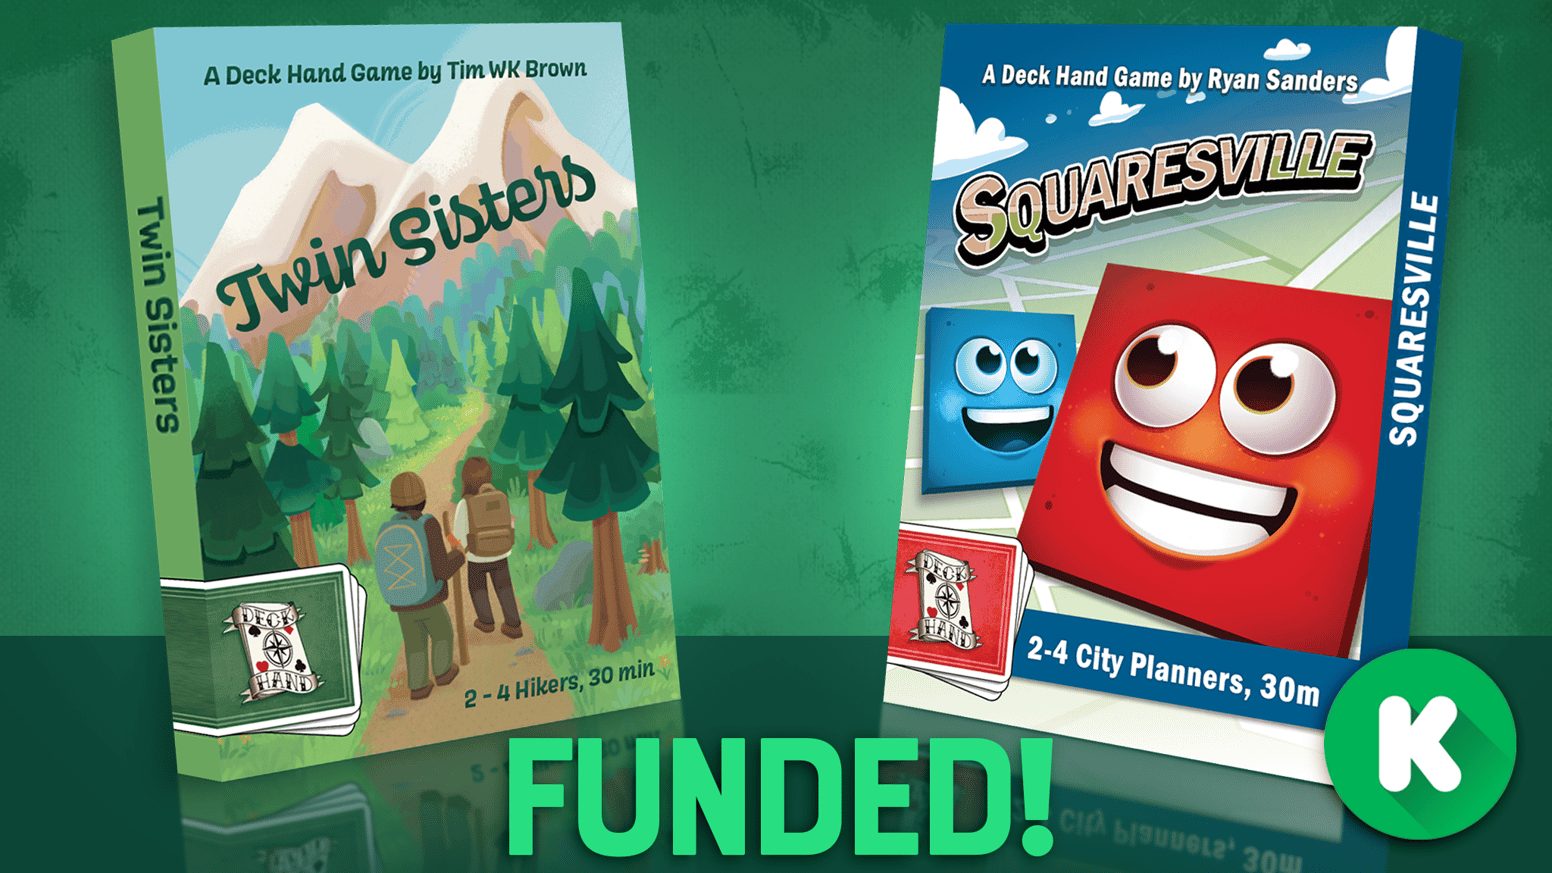 A Deck Hand Game by Tim WK Brown
Twin Sisters
Twin Sisters
DECK
HAND
2 - 4 Hikers, 30 min
A Deck Hand Game by Ryan Sanders
SQUARESVILLE
SQUARESVILLE
DECK
HAND
2-4 City Planners, 30m
FUNDED!
K